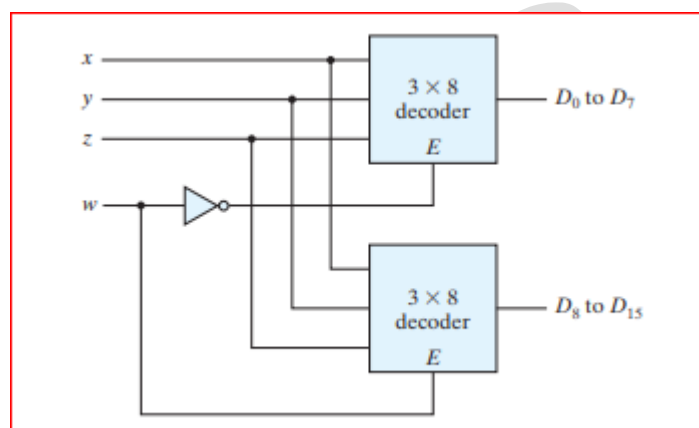 x
y
z
w
3 × 8
decoder
E
D₀ to D₇
3 × 8
decoder
E
D₈ to D₁₅